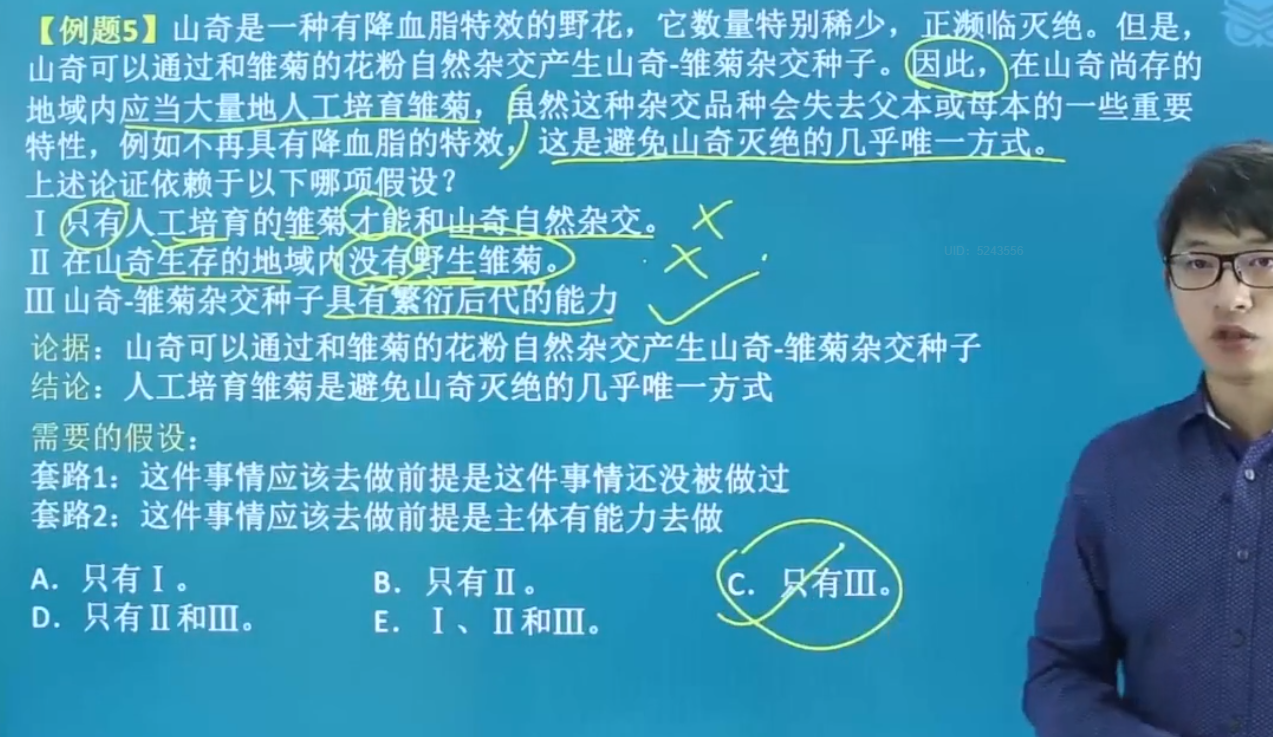 【例题5】山奇是一种有降血脂特效的野花，它数量特别稀少，正濒临灭绝。但是，
山奇可以通过和雏菊的花粉自然杂交产生山奇-雏菊杂交种子。因此，在山奇尚存的
地域内应当大量地人工培育雏菊，虽然这种杂交品种会失去父本或母本的一些重要
特性，例如不再具有降血脂的特效，这是避免山奇灭绝的几乎唯一方式。
上述论证依赖于以下哪项假设？
Ⅰ 只有人工培育的雏菊才能和山奇自然杂交。
Ⅱ 在山奇生存的地域内没有野生雏菊。
UID: 5243556
Ⅲ 山奇-雏菊杂交种子具有繁衍后代的能力
论据：山奇可以通过和雏菊的花粉自然杂交产生山奇-雏菊杂交种子
结论：人工培育雏菊是避免山奇灭绝的几乎唯一方式
需要的假设：
套路1：这件事情应该去做前提是这件事情还没被做过
套路2：这件事情应该去做前提是主体有能力去做
A. 只有Ⅰ。 B. 只有Ⅱ。 C. 只有Ⅲ。
D. 只有Ⅱ和Ⅲ。 E. Ⅰ、Ⅱ和Ⅲ。